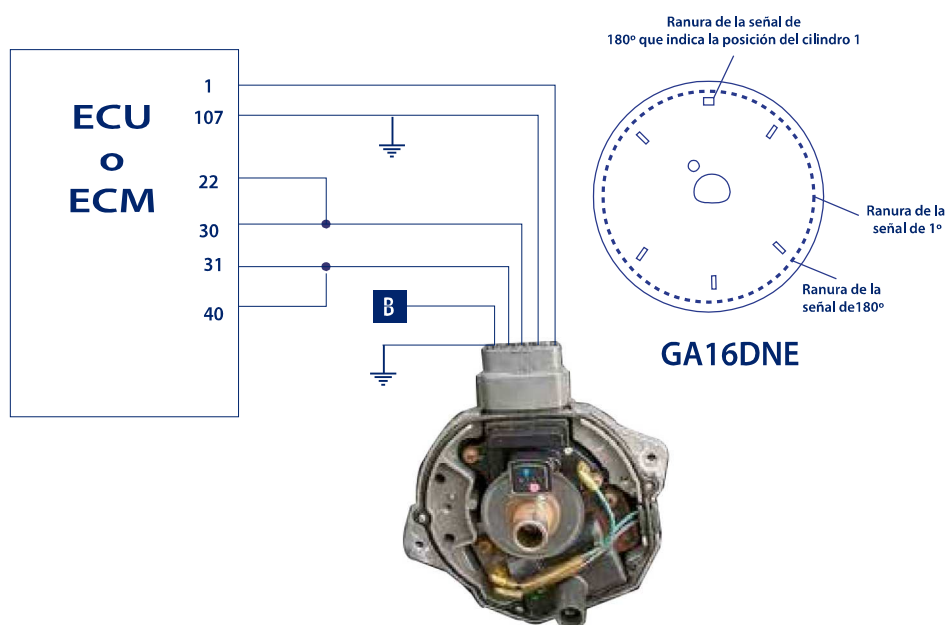 Ranura de la señal de
180º que indica la posición del cilindro 1
ECU
o
ECM
1
107
22
30
31
40
B
Ranura de la
señal de 1º
Ranura de la
señal de180º
GA16DNE